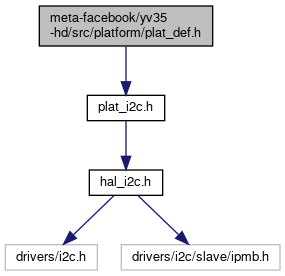 meta-facebook/yv35
-hd/src/platform/plat_def.h
plat_i2c.h
hal_i2c.h
drivers/i2c.h
drivers/i2c/slave/ipmb.h